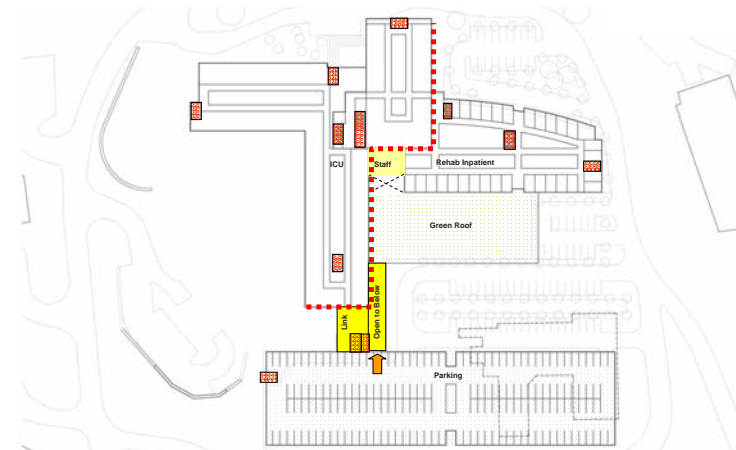 ICU
Staff
Rehab Inpatient
Green Roof
Link
Open to Below
Parking